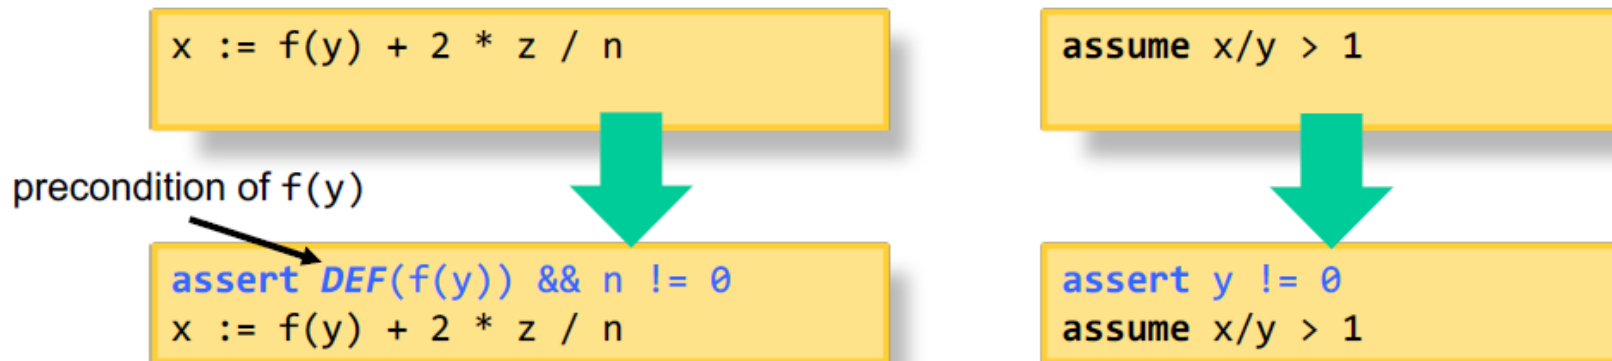 x := f(y) + 2 * z / n
assume x/y > 1
precondition of f(y)
assert DEF(f(y)) && n != 0
x := f(y) + 2 * z / n
assert y != 0
assume x/y > 1